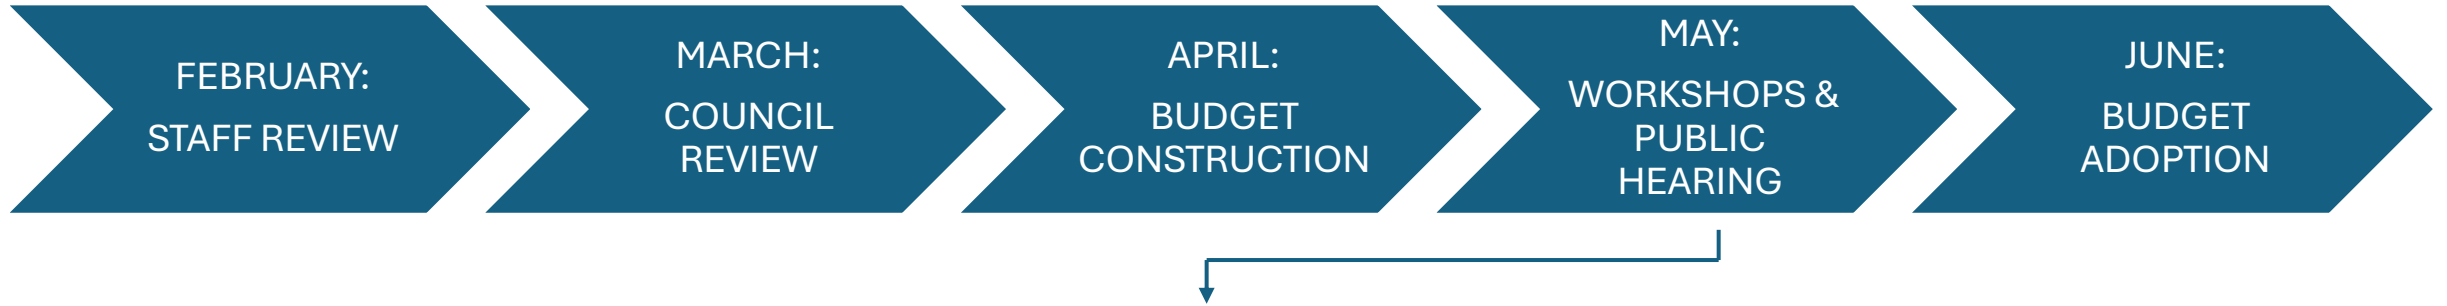 FEBRUARY:
STAFF REVIEW
MARCH:
COUNCIL
REVIEW
APRIL:
BUDGET
CONSTRUCTION
MAY:
WORKSHOPS &
PUBLIC
HEARING
JUNE:
BUDGET
ADOPTION